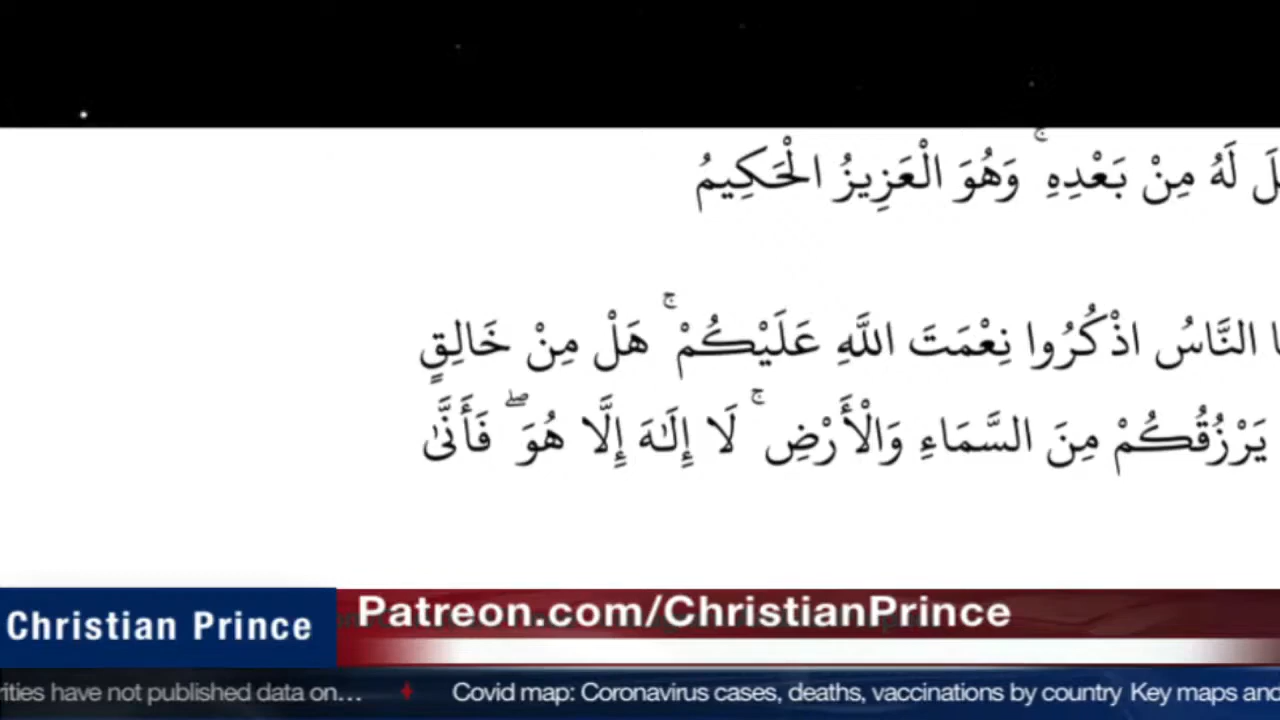 لَهُ مِنْ بَعْدِهِ ۚ وَهُوَ الْعَزِيزُ الْحَكِيمُ
النَّاسُ اذْكُرُوا نِعْمَتَ اللَّهِ عَلَيْكُمْ ۚ هَلْ مِنْ خَالِقٍ
يَرْزُقُكُمْ مِنَ السَّمَاءِ وَالْأَرْضِ ۚ لَا إِلَٰهَ إِلَّا هُوَ ۖ فَأَنَّىٰ
Patreon.com/ChristianPrince
Christian Prince
rities have not published data on... Covid map: Coronavirus cases, deaths, vaccinations by country Key maps and